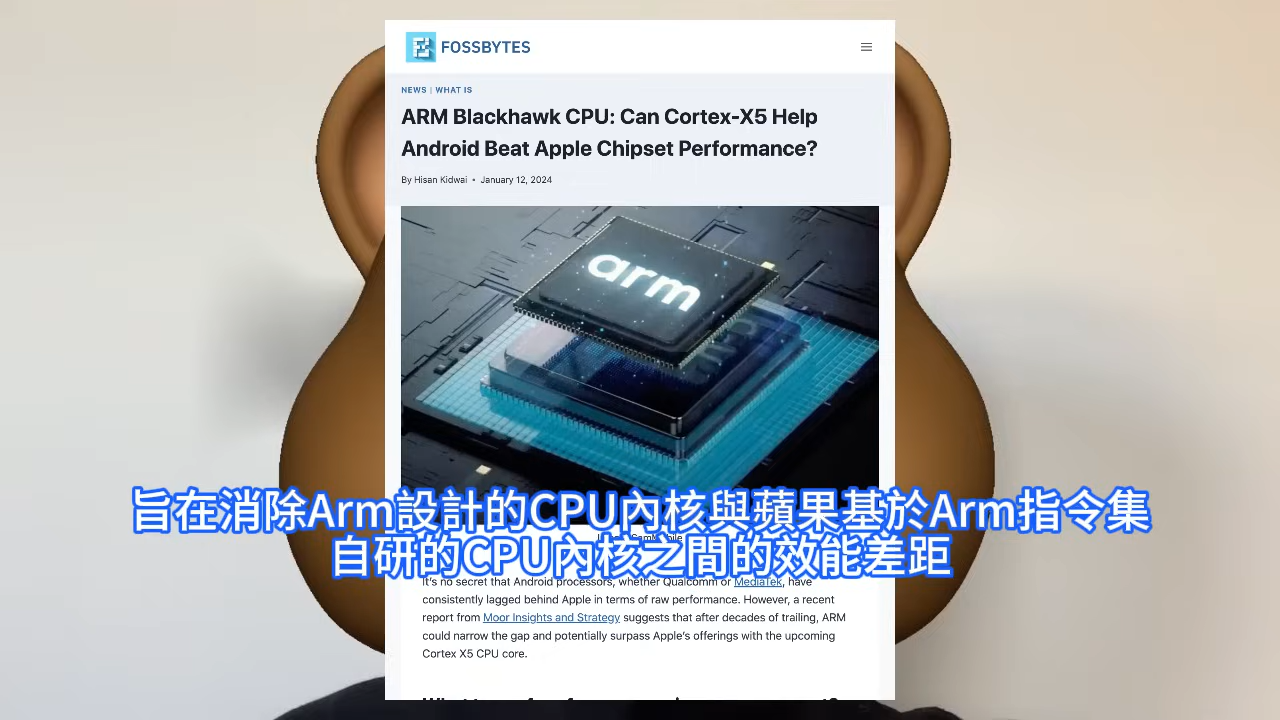 FOSSBYTES
NEWS | WHAT IS
ARM Blackhawk CPU: Can Cortex-X5 Help
Android Beat Apple Chipset Performance?
By Hisan Kidwai • January 12, 2024
arm
旨在消除Arm設計的CPU內核與蘋果基於Arm指令集
自研的CPU內核之間的效能差距
It's no secret that Android processors, whether Qualcomm or MediaTek, have
consistently lagged behind Apple in terms of raw performance. However, a recent
report from Moor Insights and Strategy suggests that after decades of trailing, ARM
could narrow the gap and potentially surpass Apple's offerings with the upcoming
Cortex X5 CPU core.